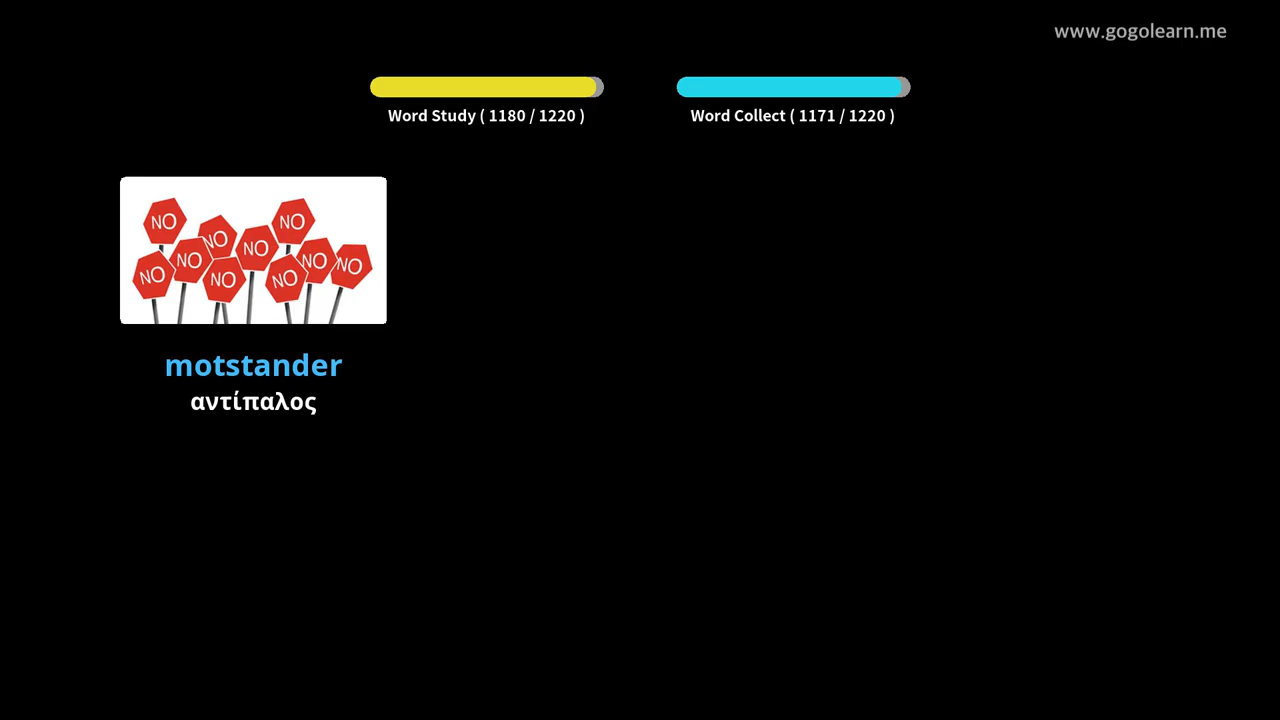 www.gogolearn.me
Word Study ( 1180 / 1220 )
Word Collect ( 1171 / 1220 )
NO
NO
NO
NO
NO
NO
NO
NO
NO
NO
motstander
αντίπαλος